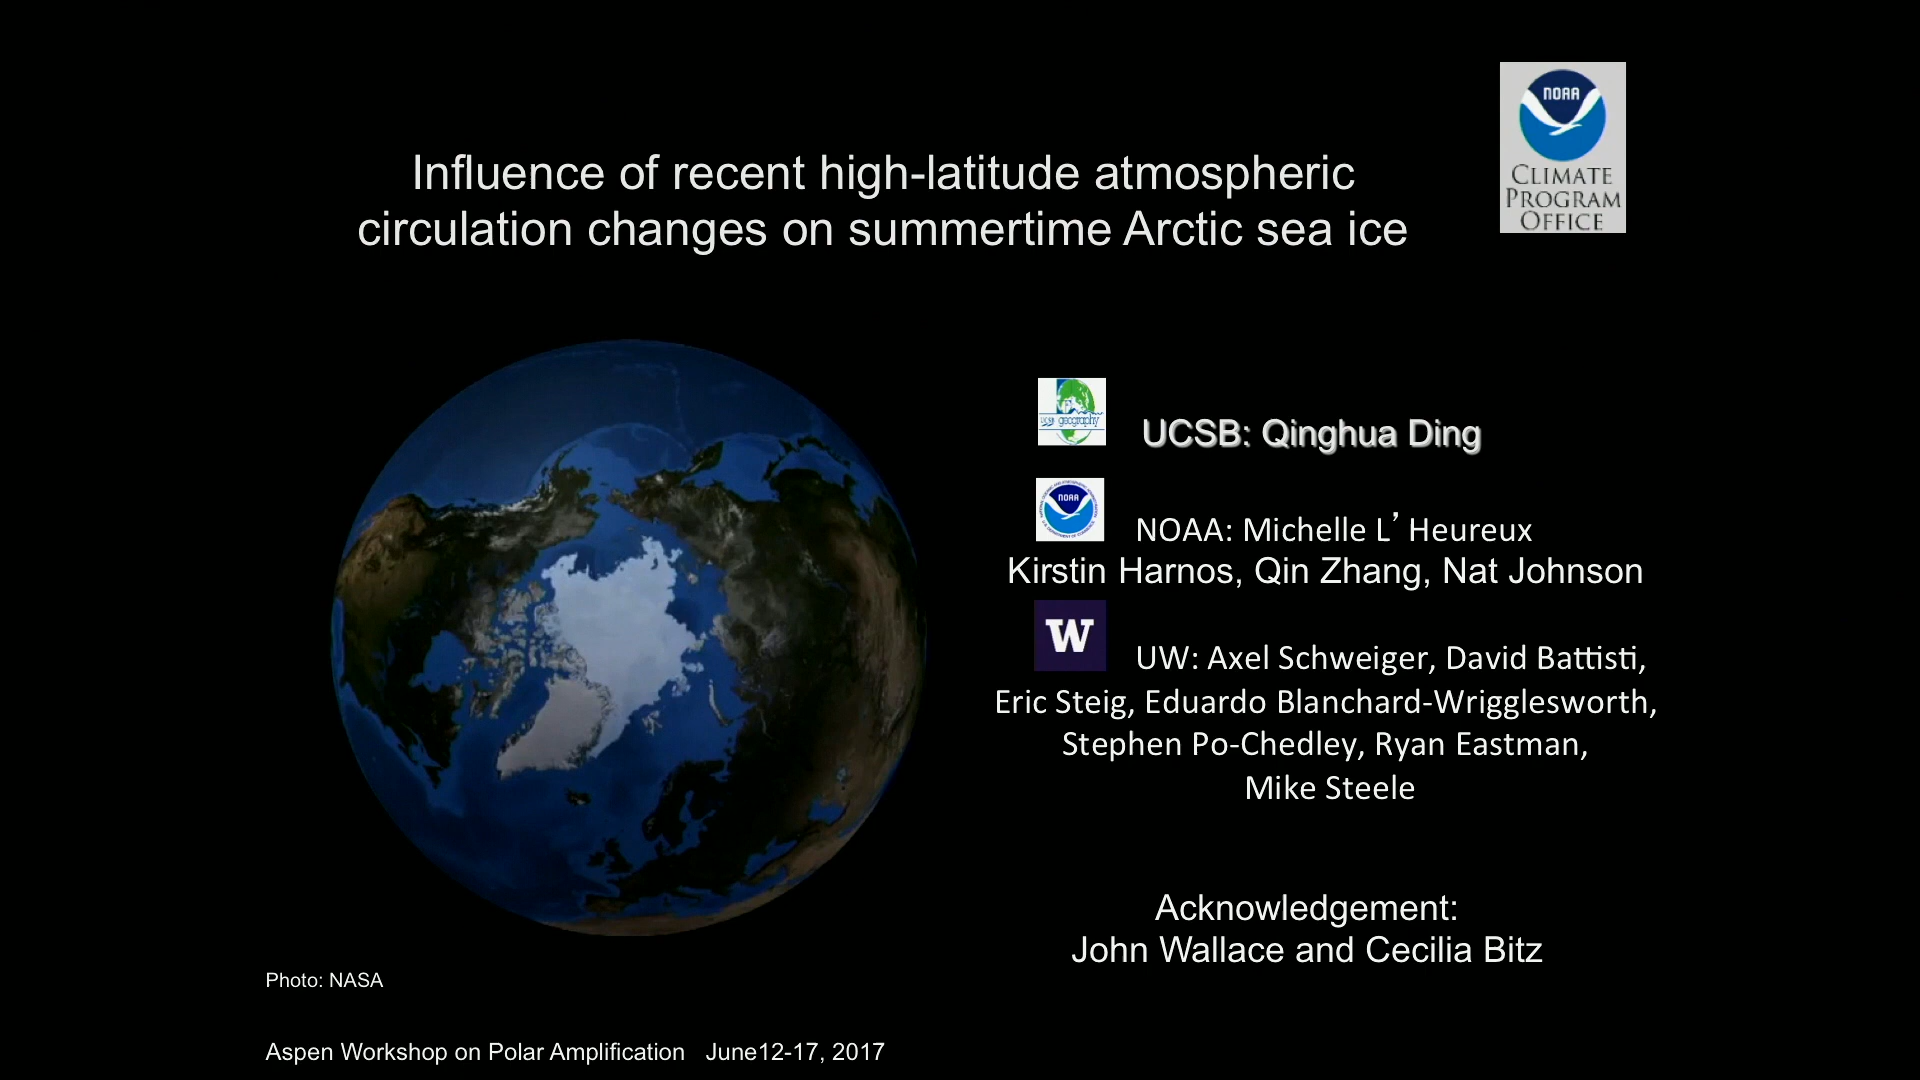 NOAA
CLIMATE
PROGRAM
OFFICE
Influence of recent high-latitude atmospheric
circulation changes on summertime Arctic sea ice
UCSB geography
UCSB: Qinghua Ding
NOAA
NOAA: Michelle L’Heureux
Kirstin Harnos, Qin Zhang, Nat Johnson
W
UW: Axel Schweiger, David Battisti,
Eric Steig, Eduardo Blanchard-Wrigglesworth,
Stephen Po-Chedley, Ryan Eastman,
Mike Steele
Acknowledgement:
John Wallace and Cecilia Bitz
Photo: NASA
Aspen Workshop on Polar Amplification June12-17, 2017